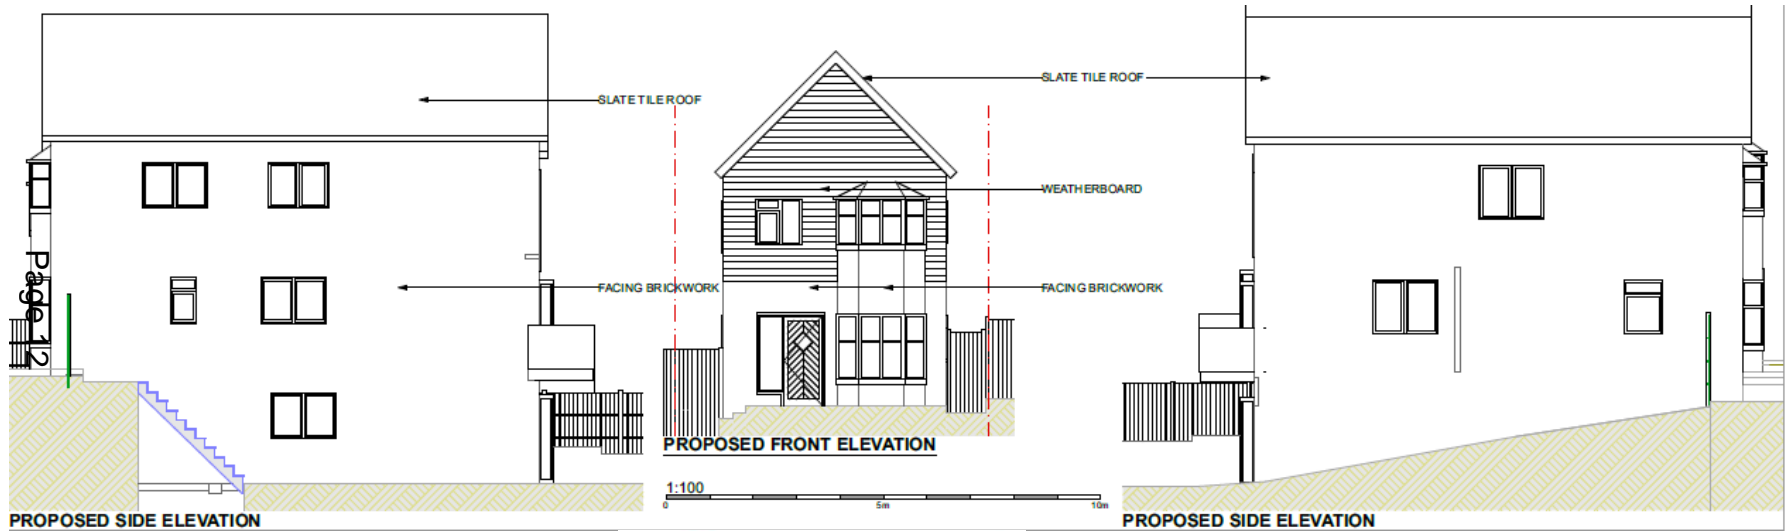 SLATE TILE ROOF
SLATE TILE ROOF
WEATHERBOARD
FACING BRICKWORK
FACING BRICKWORK
Page 12
PROPOSED FRONT ELEVATION
1:100
0 5m 10m
PROPOSED SIDE ELEVATION
PROPOSED SIDE ELEVATION